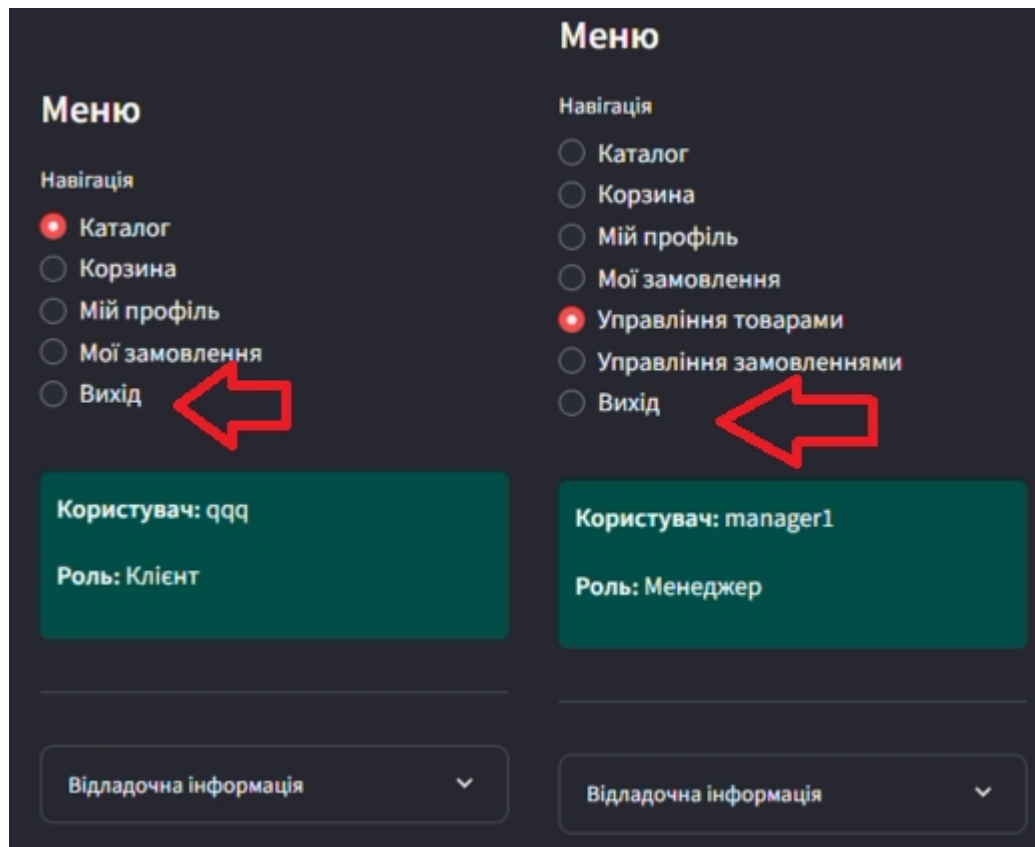 Меню
Навігація
Каталог
Корзина
Мій профіль
Мої замовлення
Вихід
Користувач: qqq
Роль: Клієнт
Відладочна інформація
Меню
Навігація
Каталог
Корзина
Мій профіль
Мої замовлення
Управління товарами
Управління замовленнями
Вихід
Користувач: manager1
Роль: Менеджер
Відладочна інформація